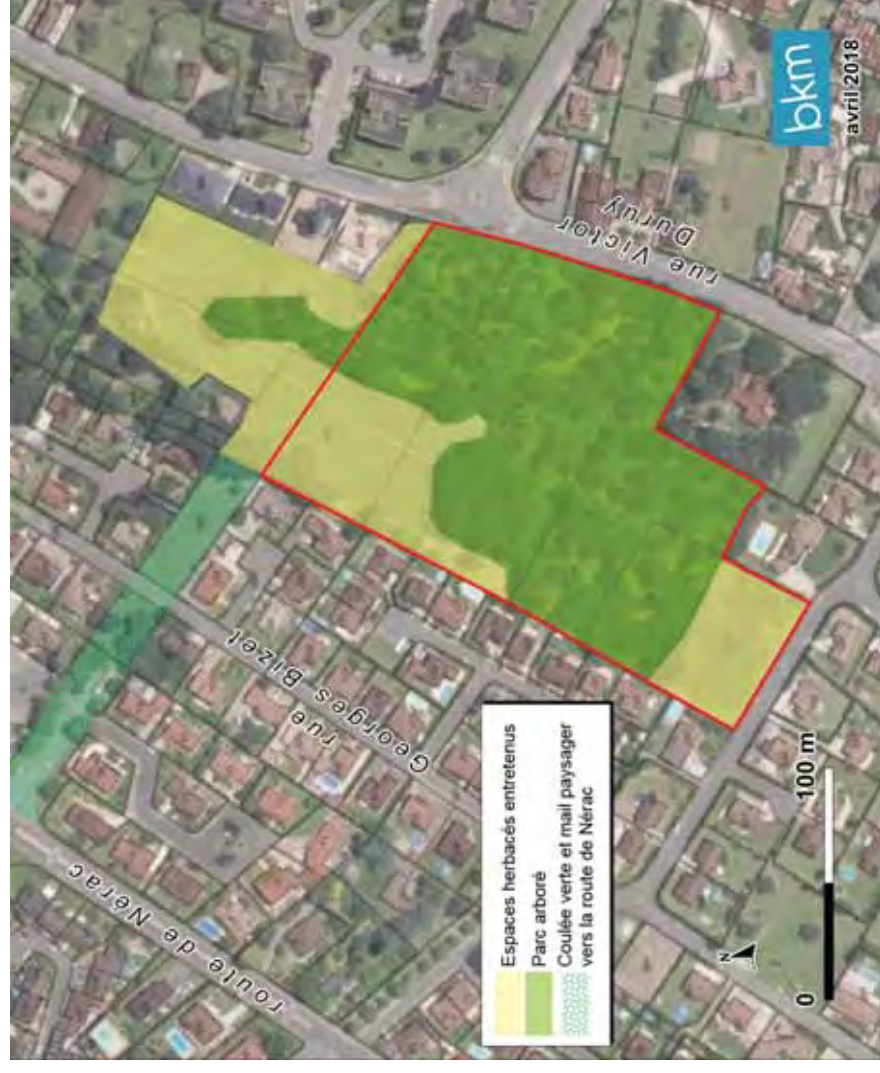 bkm
avril 2018
rue Victor
Duruy
rue
Georges Bizet
route de Nérac
Espaces herbacés entretenus
Parc arboré
Coulée verte et mail paysager
vers la route de Nérac
N
0
100 m